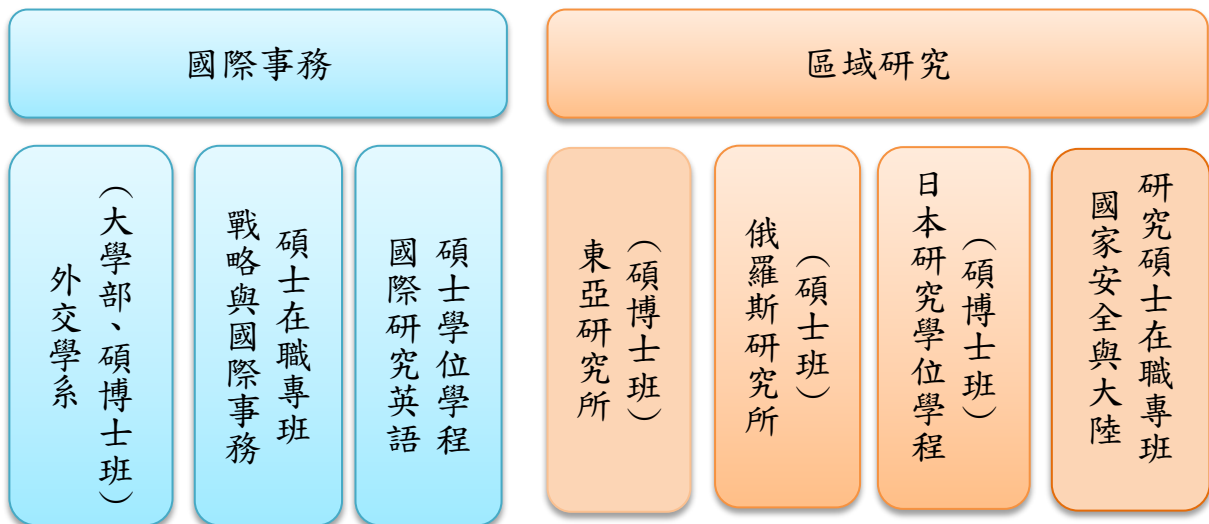 國際事務
區域研究
外交學系
（大學部、碩博士班）
戰略與國際事務
碩士在職專班
國際研究英語
碩士學位學程
東亞研究所
（碩博士班）
俄羅斯研究所
（碩士班）
日本研究學位學程
（碩博士班）
國家安全與大陸
研究碩士在職專班